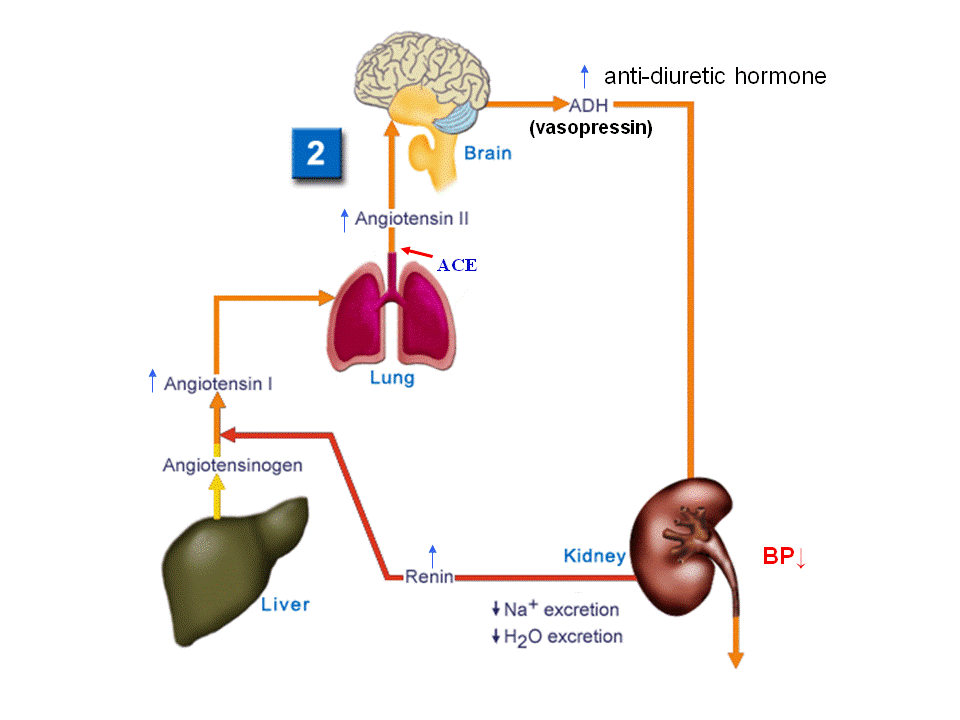 ↑ anti-diuretic hormone
ADH
(vasopressin)
2
Brain
↑ Angiotensin II
ACE
Lung
↑ Angiotensin I
Angiotensinogen
Kidney
BP↓
↑
Renin
Liver
↓Na⁺ excretion
↓H₂O excretion